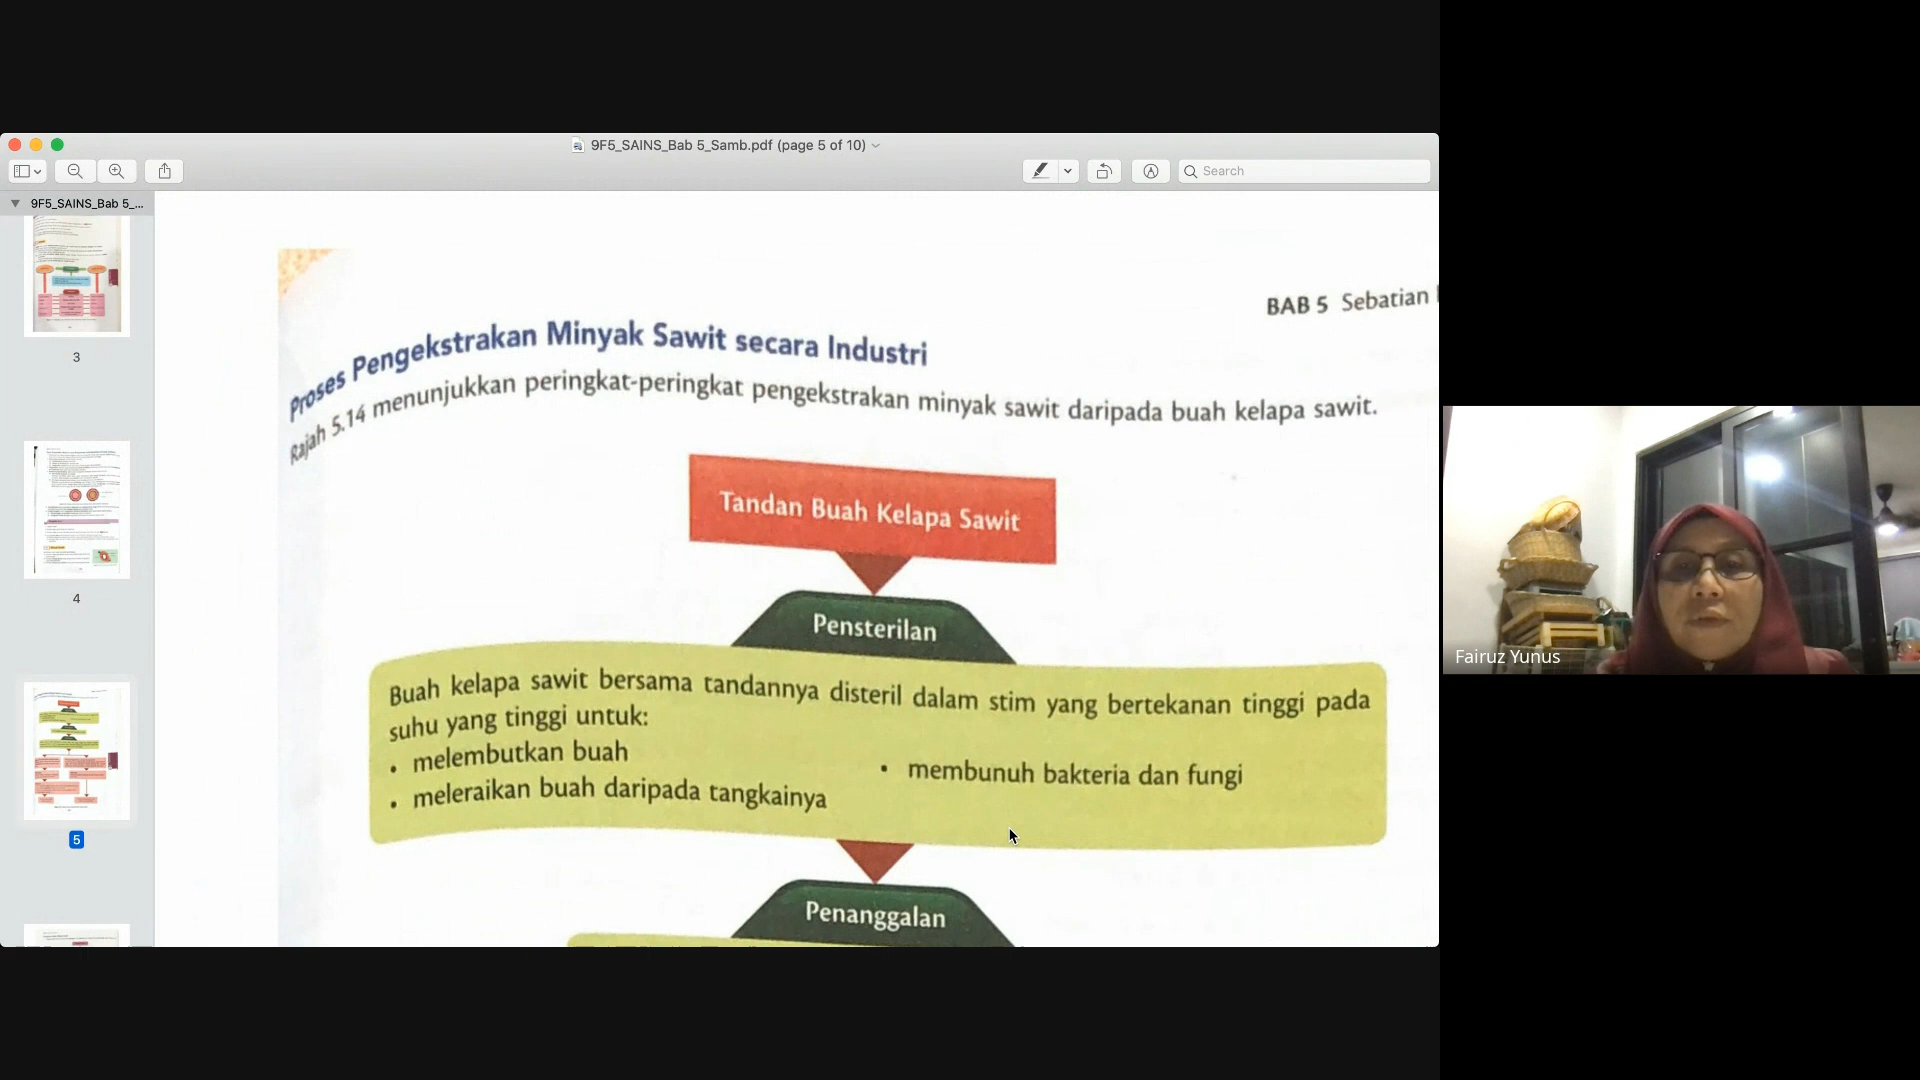 9F5_SAINS_Bab 5_Samb.pdf (page 5 of 10)
Search
9F5_SAINS_Bab 5_...
3
4
5
BAB 5 Sebatian
Proses Pengekstrakan Minyak Sawit secara Industri
Rajah 5.14 menunjukkan peringkat-peringkat pengekstrakan minyak sawit daripada buah kelapa sawit.
Tandan Buah Kelapa Sawit
Pensterilan
Buah kelapa sawit bersama tandannya disteril dalam stim yang bertekanan tinggi pada
suhu yang tinggi untuk:
• melembutkan buah
• meleraikan buah daripada tangkainya
• membunuh bakteria dan fungi
Penanggalan
Fairuz Yunus